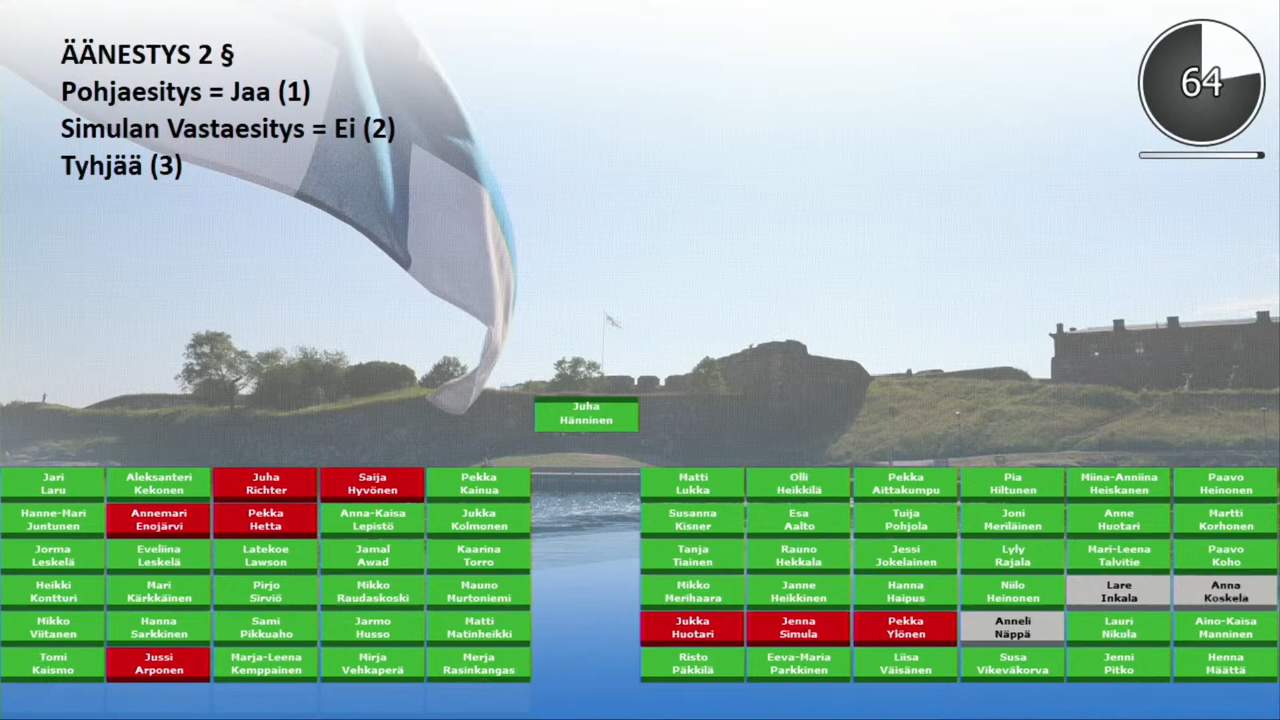 ÄÄNESTYS 2 §
Pohjaesitys = Jaa (1)
Simulan Vastaesitys = Ei (2)
Tyhjää (3)
64
Juha
Hänninen
Jari
Laru
Aleksanteri
Kekonen
Juha
Richter
Saija
Hyvönen
Pekka
Kainua
Matti
Lukka
Olli
Heikkilä
Pekka
Aittakumpu
Pia
Hiltunen
Miina-Anniina
Heiskanen
Paavo
Heinonen
Hanne-Mari
Juntunen
Annemari
Enojärvi
Pekka
Hetta
Anna-Kaisa
Lepistö
Jukka
Kolmonen
Susanna
Kisner
Esa
Aalto
Tuija
Pohjola
Joni
Meriläinen
Anne
Huotari
Martti
Korhonen
Jorma
Leskelä
Eveliina
Leskelä
Latekoe
Lawson
Jamal
Awad
Kaarina
Torro
Tanja
Tiainen
Rauno
Hekkala
Jessi
Jokelainen
Lyly
Rajala
Mari-Leena
Talvitie
Paavo
Koho
Heikki
Kontturi
Mari
Kärkkäinen
Pirjo
Sirviö
Mikko
Raudaskoski
Mauno
Murtoniemi
Mikko
Merihaara
Janne
Heikkinen
Hanna
Haipus
Niilo
Heinonen
Lare
Inkala
Anna
Koskela
Mikko
Viitanen
Hanna
Sarkkinen
Sami
Pikkuaho
Jarmo
Husso
Matti
Matinheikki
Jukka
Huotari
Jenna
Simula
Pekka
Ylönen
Anneli
Näppä
Lauri
Nikula
Aino-Kaisa
Manninen
Tomi
Kaismo
Jussi
Arponen
Marja-Leena
Kemppainen
Mirja
Vehkaperä
Merja
Rasinkangas
Risto
Päkkilä
Eeva-Maria
Parkkinen
Liisa
Väisänen
Susa
Vikeväkorva
Jenni
Pitko
Henna
Määttä